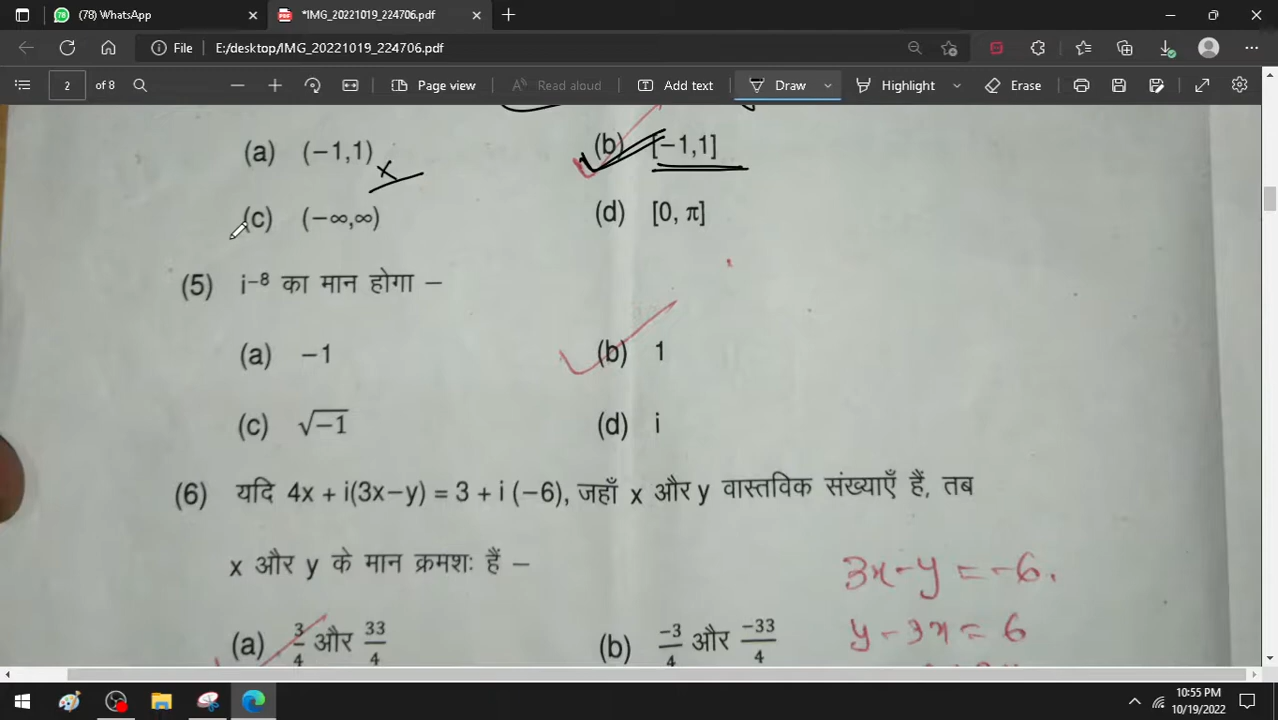 (78) WhatsApp
*IMG_20221019_224706.pdf
File
E:/desktop/IMG_20221019_224706.pdf
2 of 8
Page view
Read aloud
Add text
Draw
Highlight
Erase
(a) (−1,1)
(b) [−1,1]
(c) (−∞,∞)
(d) [0, π]
(5) i⁻⁸ का मान होगा −
(a) −1
(b) 1
(c) √−1
(d) i
(6) यदि 4x + i(3x−y) = 3 + i (−6), जहाँ x और y वास्तविक संख्याएँ हैं, तब
x और y के मान क्रमशः हैं −
3x-y = -6.
y - 3x = 6
(a) 3/4 और 33/4
(b) −3/4 और −33/4
10:55 PM
10/19/2022